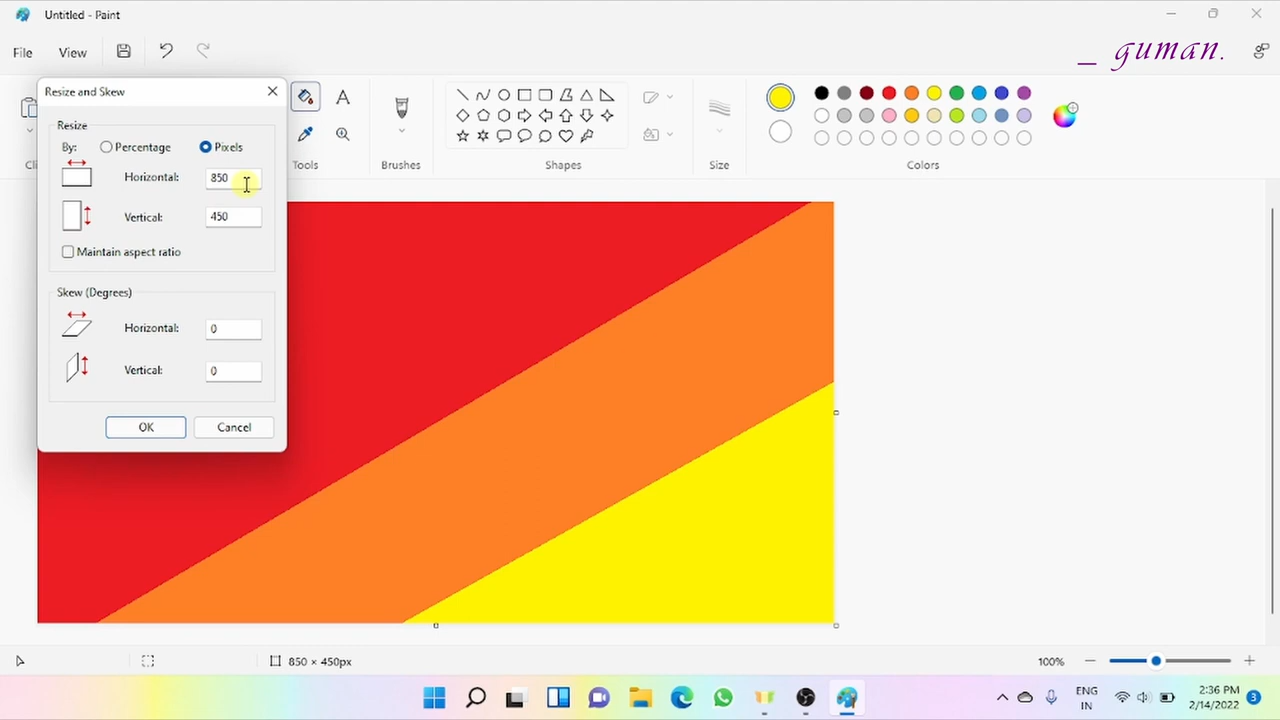 Untitled - Paint
File
View
_ guman.
Resize and Skew
Resize
By:
Percentage
Pixels
Horizontal:
850
Vertical:
450
Maintain aspect ratio
Skew (Degrees)
Horizontal:
0
Vertical:
0
OK
Cancel
Cli
A
Tools
Brushes
Shapes
Size
Colors
850 × 450px
100%
ENG
IN
2:36 PM
2/14/2022
3